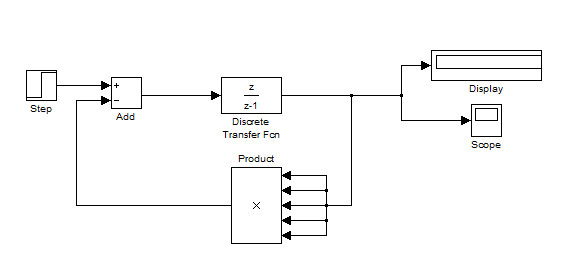 Step
+
−
Add
z
z-1
Discrete
Transfer Fcn
Display
Scope
Product
×